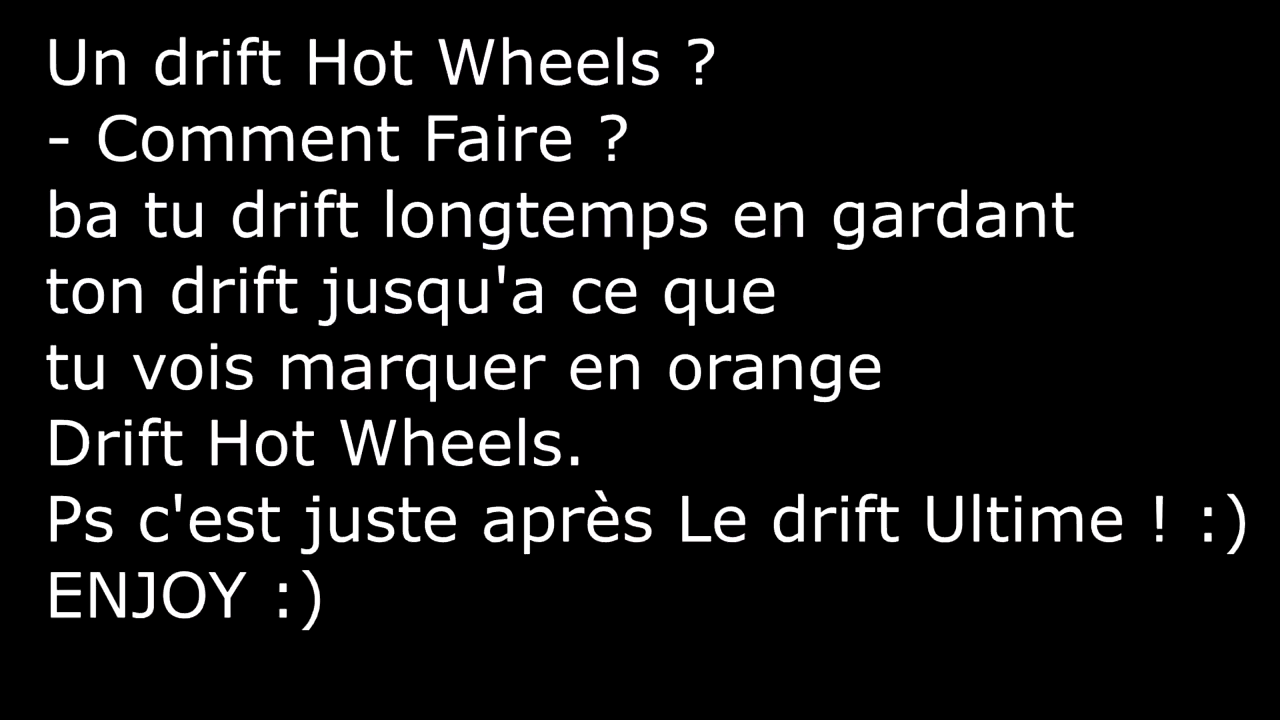 Un drift Hot Wheels ?
- Comment Faire ?
ba tu drift longtemps en gardant
ton drift jusqu'a ce que
tu vois marquer en orange
Drift Hot Wheels.
Ps c'est juste après Le drift Ultime ! :)
ENJOY :)